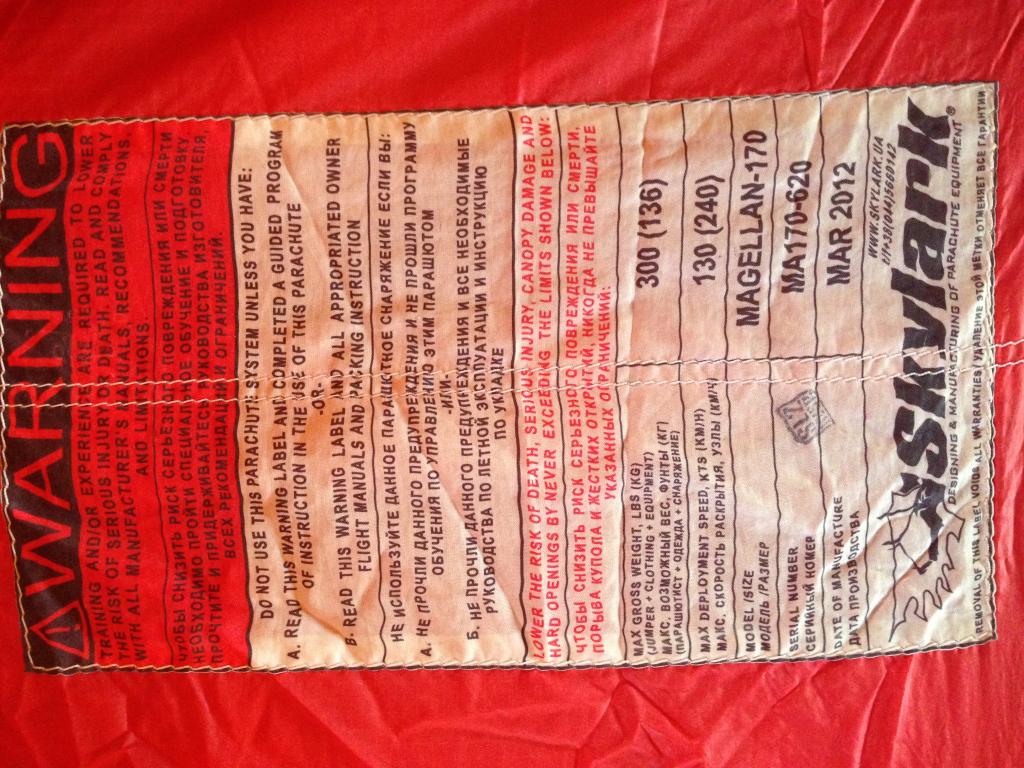 WARNING
TRAINING AND/OR EXPERIENCE ARE REQUIRED TO LOWER
THE RISK OF SERIOUS INJURY OR DEATH. READ AND COMPLY
WITH ALL MANUFACTURER'S MANUALS, RECOMMENDATIONS,
AND LIMITATIONS.
ЧТОБЫ СНИЗИТЬ РИСК СЕРЬЕЗНОГО ПОВРЕЖДЕНИЯ ИЛИ СМЕРТИ
НЕОБХОДИМО ПРОЙТИ СПЕЦИАЛЬНОЕ ОБУЧЕНИЕ И ПОДГОТОВКУ.
ПРОЧТИТЕ И ПРИДЕРЖИВАЙТЕСЬ РУКОВОДСТВА ИЗГОТОВИТЕЛЯ,
ВСЕХ РЕКОМЕНДАЦИЙ И ОГРАНИЧЕНИЙ.
DO NOT USE THIS PARACHUTE SYSTEM UNLESS YOU HAVE:
A. READ THIS WARNING LABEL AND COMPLETED A GUIDED PROGRAM
OF INSTRUCTION IN THE USE OF THIS PARACHUTE
-OR-
B. READ THIS WARNING LABEL AND ALL APPROPRIATED OWNER
FLIGHT MANUALS AND PACKING INSTRUCTION
НЕ ИСПОЛЬЗУЙТЕ ДАННОЕ ПАРАШЮТНОЕ СНАРЯЖЕНИЕ ЕСЛИ ВЫ:
А. НЕ ПРОЧЛИ ДАННОГО ПРЕДУПРЕЖДЕНИЯ И НЕ ПРОШЛИ ПРОГРАММУ
ОБУЧЕНИЯ ПО УПРАВЛЕНИЮ ЭТИМ ПАРАШЮТОМ
-ИЛИ-
Б. НЕ ПРОЧЛИ ДАННОГО ПРЕДУПРЕЖДЕНИЯ И ВСЕ НЕОБХОДИМЫЕ
РУКОВОДСТВА ПО ЛЕТНОЙ ЭКСПЛУАТАЦИИ И ИНСТРУКЦИЮ
ПО УКЛАДКЕ
LOWER THE RISK OF DEATH, SERIOUS INJURY, CANOPY DAMAGE AND
HARD OPENINGS BY NEVER EXCEEDING THE LIMITS SHOWN BELOW:
ЧТОБЫ СНИЗИТЬ РИСК СЕРЬЕЗНОГО ПОВРЕЖДЕНИЯ ИЛИ СМЕРТИ,
ПОРЫВА КУПОЛА И ЖЕСТКИХ ОТКРЫТИЙ, НИКОГДА НЕ ПРЕВЫШАЙТЕ
УКАЗАННЫХ ОГРАНИЧЕНИЙ:
MAX GROSS WEIGHT, LBS (KG)
(JUMPER + CLOTHING + EQUIPMENT)
МАКС. ВОЗМОЖНЫЙ ВЕС, ФУНТЫ (КГ)
(ПАРАШЮТИСТ + ОДЕЖДА + СНАРЯЖЕНИЕ)
300 (136)
MAX DEPLOYMENT SPEED, KTS (KM/H)
МАКС. СКОРОСТЬ РАСКРЫТИЯ, УЗЛЫ (КМ/Ч)
130 (240)
MODEL /SIZE
МОДЕЛЬ /РАЗМЕР
MAGELLAN-170
SERIAL NUMBER
СЕРИЙНЫЙ НОМЕР
MA170-620
DATE OF MANUFACTURE
ДАТА ПРОИЗВОДСТВА
MAR 2012
WWW.SKYLARK.UA
t/f+38(044)5660142
skylark
DESIGNING & MANUFACTURING OF PARACHUTE EQUIPMENT ®
REMOVAL OF THIS LABEL VOIDS ALL WARRANTIES / УДАЛЕНИЕ ЭТОЙ МЕТКИ ОТМЕНЯЕТ ВСЕ ГАРАНТИИ